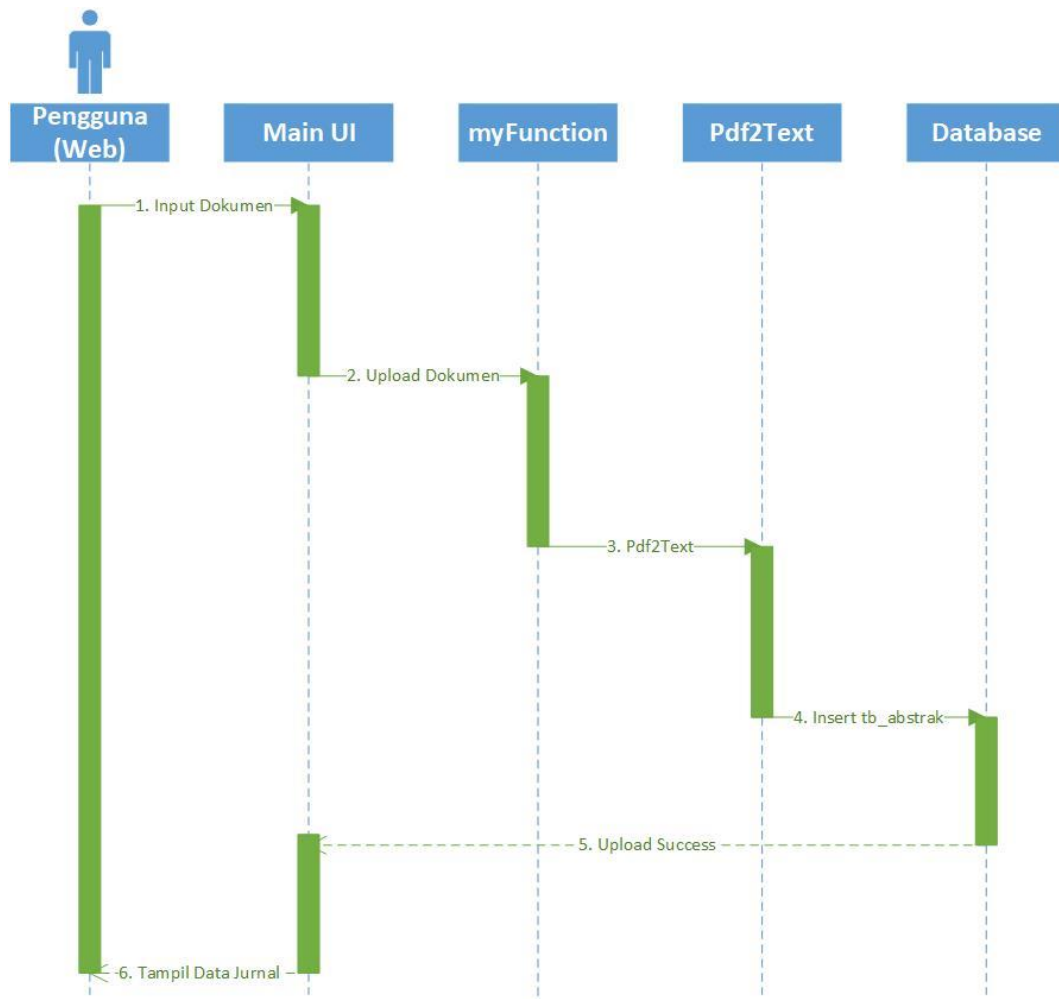 Pengguna
(Web)
Main UI
myFunction
Pdf2Text
Database
1. Input Dokumen
2. Upload Dokumen
3. Pdf2Text
4. Insert tb_abstrak
5. Upload Success
6. Tampil Data Jurnal